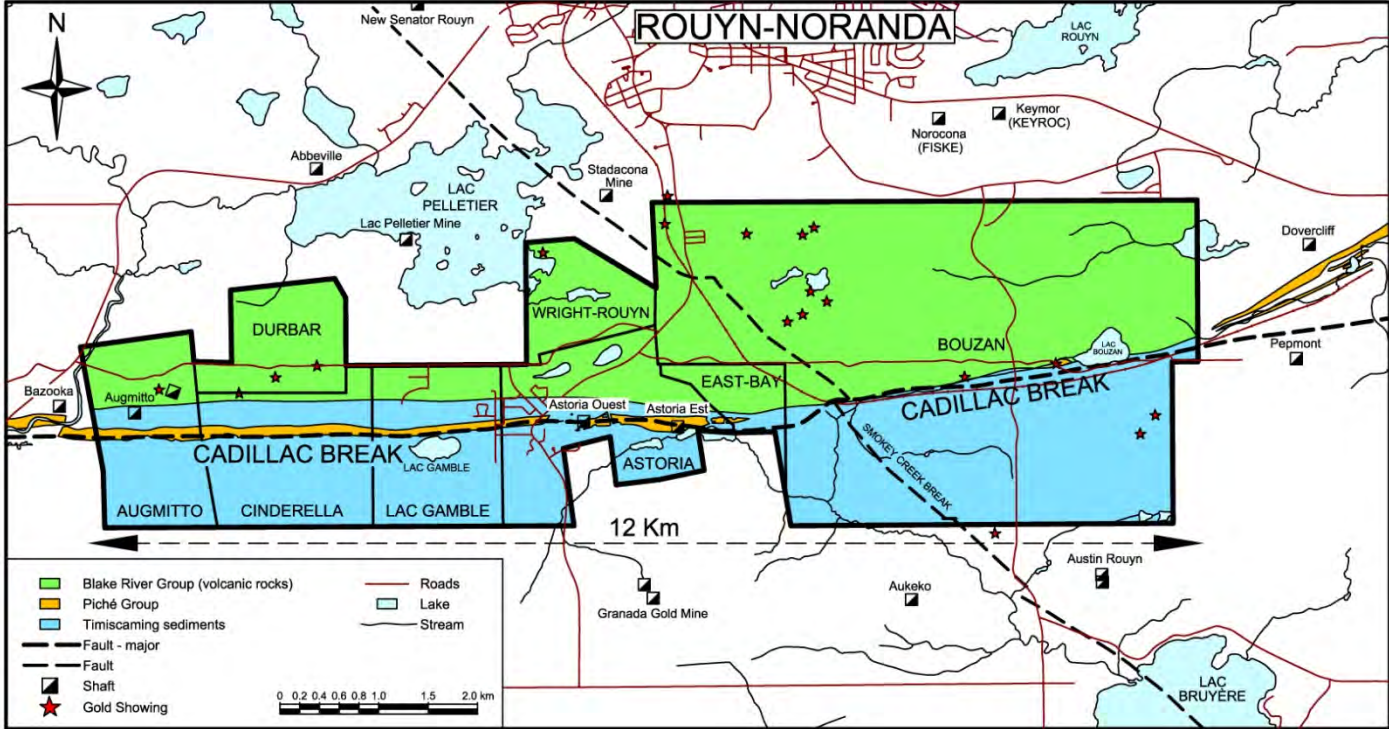 New Senator Rouyn
ROUYN-NORANDA
LAC
ROUYN
N
Keymor
(KEYROC)
Norocona
(FISKE)
Abbeville
Stadacona
Mine
LAC
PELLETIER
Lac Pelletier Mine
Dovercliff
WRIGHT-ROUYN
DURBAR
BOUZAN
LAC
BOUZAN
Pepmont
EAST-BAY
Bazooka
Augmitto
Astoria Ouest
Astoria Est
CADILLAC BREAK
CADILLAC BREAK
LAC GAMBLE
ASTORIA
SMOKEY CREEK BREAK
AUGMITTO
CINDERELLA
LAC GAMBLE
12 Km
Austin Rouyn
Aukeko
Granada Gold Mine
LAC
BRUYÈRE
Blake River Group (volcanic rocks)
Piché Group
Timiscaming sediments
Fault - major
Fault
Shaft
Gold Showing
Roads
Lake
Stream
0 0.2 0.4 0.6 0.8 1.0 1.5 2.0 km